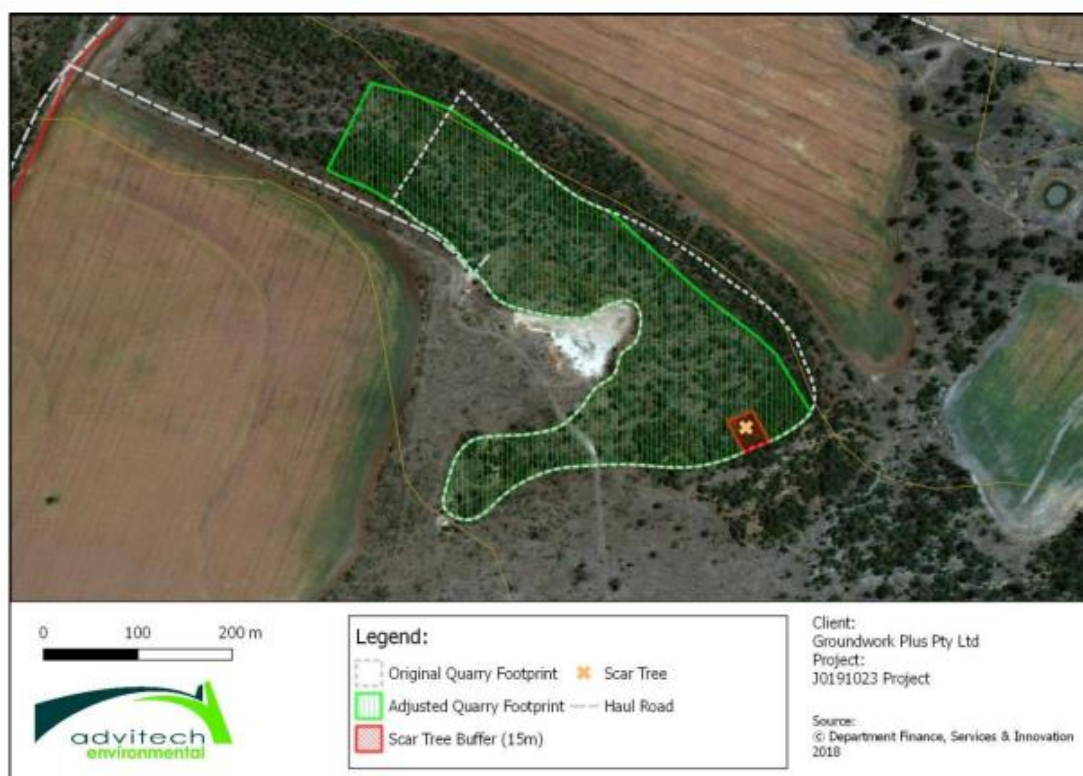 0 100 200 m
advitech
environmental
Legend:
Original Quarry Footprint
Scar Tree
Adjusted Quarry Footprint
Haul Road
Scar Tree Buffer (15m)
Client:
Groundwork Plus Pty Ltd
Project:
J0191023 Project
Source:
© Department Finance, Services & Innovation
2018